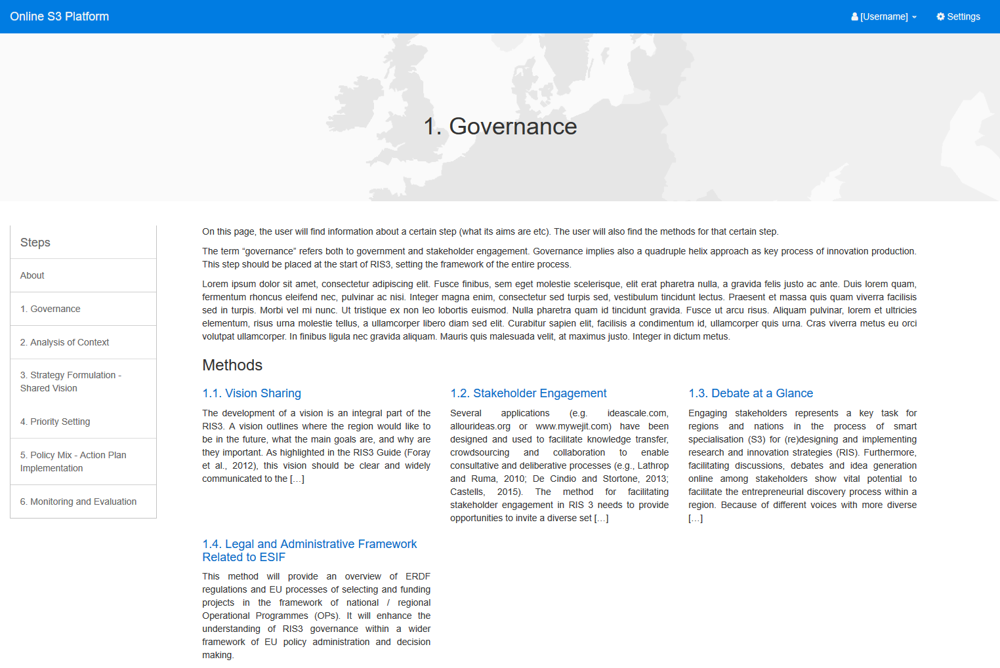 Online S3 Platform
[Username]
Settings
1. Governance
Steps
About
1. Governance
2. Analysis of Context
3. Strategy Formulation -
Shared Vision
4. Priority Setting
5. Policy Mix - Action Plan
Implementation
6. Monitoring and Evaluation
On this page, the user will find information about a certain step (what its aims are etc). The user will also find the methods for that certain step.
The term “governance” refers both to government and stakeholder engagement. Governance implies also a quadruple helix approach as key process of innovation production.
This step should be placed at the start of RIS3, setting the framework of the entire process.
Lorem ipsum dolor sit amet, consectetur adipiscing elit. Fusce finibus, sem eget molestie scelerisque, elit erat pharetra nulla, a gravida felis justo ac ante. Duis lorem quam,
fermentum rhoncus eleifend nec, pulvinar ac nisi. Integer magna enim, consectetur sed turpis sed, vestibulum tincidunt lectus. Praesent et massa quis quam viverra facilisis
sed in turpis. Morbi vel mi nunc. Ut tristique ex non leo lobortis euismod. Nulla pharetra quam id tincidunt gravida. Fusce ut arcu risus. Aliquam pulvinar, lorem et ultricies
elementum, risus urna molestie tellus, a ullamcorper libero diam sed elit. Curabitur sapien elit, facilisis a condimentum id, ullamcorper quis urna. Cras viverra metus eu orci
volutpat ullamcorper. In finibus ligula nec gravida aliquam. Mauris quis malesuada velit, at maximus justo. Integer in dictum metus.
Methods
1.1. Vision Sharing
The development of a vision is an integral part of the
RIS3. A vision outlines where the region would like to
be in the future, what the main goals are, and why are
they important. As highlighted in the RIS3 Guide (Foray
et al., 2012), this vision should be clear and widely
communicated to the […]
1.2. Stakeholder Engagement
Several applications (e.g. ideascale.com,
allourideas.org or www.mywejit.com) have been
designed and used to facilitate knowledge transfer,
crowdsourcing and collaboration to enable
consultative and deliberative processes (e.g., Lathrop
and Ruma, 2010; De Cindio and Stortone, 2013;
Castells, 2015). The method for facilitating
stakeholder engagement in RIS 3 needs to provide
opportunities to invite a diverse set […]
1.3. Debate at a Glance
Engaging stakeholders represents a key task for
regions and nations in the process of smart
specialisation (S3) for (re)designing and implementing
research and innovation strategies (RIS). Furthermore,
facilitating discussions, debates and idea generation
online among stakeholders show vital potential to
facilitate the entrepreneurial discovery process within a
region. Because of different voices with more diverse
[…]
1.4. Legal and Administrative Framework
Related to ESIF
This method will provide an overview of ERDF
regulations and EU processes of selecting and funding
projects in the framework of national / regional
Operational Programmes (OPs). It will enhance the
understanding of RIS3 governance within a wider
framework of EU policy administration and decision
making.